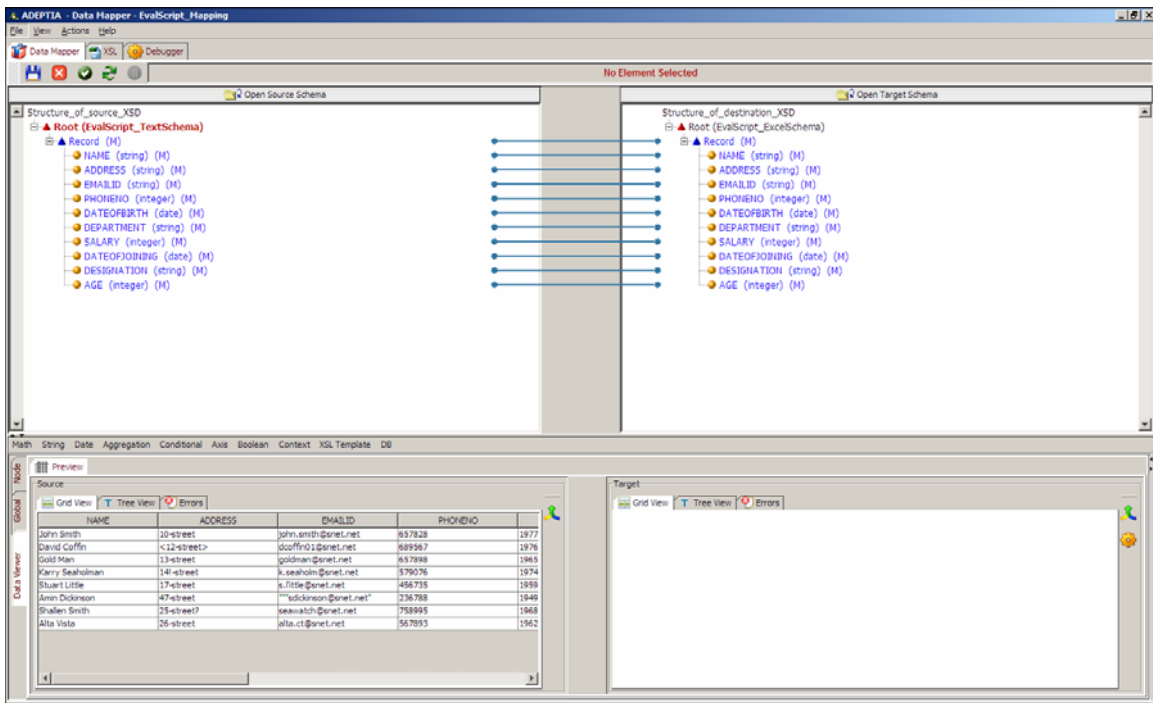 ADEPTIA - Data Mapper - EvalScript_Mapping
File View Actions Help
Data Mapper XSL Debugger
No Element Selected
Open Source Schema
Open Target Schema
Structure_of_source_XSD
Root (EvalScript_TextSchema)
Record (M)
NAME (string) (M)
ADDRESS (string) (M)
EMAILID (string) (M)
PHONENO (integer) (M)
DATEOFBIRTH (date) (M)
DEPARTMENT (string) (M)
SALARY (integer) (M)
DATEOFJOINING (date) (M)
DESIGNATION (string) (M)
AGE (integer) (M)
Structure_of_destination_XSD
Root (EvalScript_ExcelSchema)
Record (M)
NAME (string) (M)
ADDRESS (string) (M)
EMAILID (string) (M)
PHONENO (integer) (M)
DATEOFBIRTH (date) (M)
DEPARTMENT (string) (M)
SALARY (integer) (M)
DATEOFJOINING (date) (M)
DESIGNATION (string) (M)
AGE (integer) (M)
Math String Date Aggregation Conditional Axis Boolean Context XSL Template DB
Node
Global
Data Viewer
Preview
Source
Grid View T Tree View Errors
NAME ADDRESS EMAILID PHONENO
John Smith 10-street john.smith@snet.net 657828 1977
David Coffin <12-street> dcoffin01@snet.net 689567 1976
Gold Man 13-street goldman@snet.net 657898 1965
Karry Seaholman 14!-street k.seaholm@snet.net 579076 1974
Stuart Little 17-street s.little@snet.net 456735 1959
Amin Dickinson 47-street """sdickinson@snet.net" 236788 1949
Shallen Smith 25-street? seawatch@snet.net 758995 1968
Alta Vista 26-street alta.ct@snet.net 567893 1962
Target
Grid View T Tree View Errors